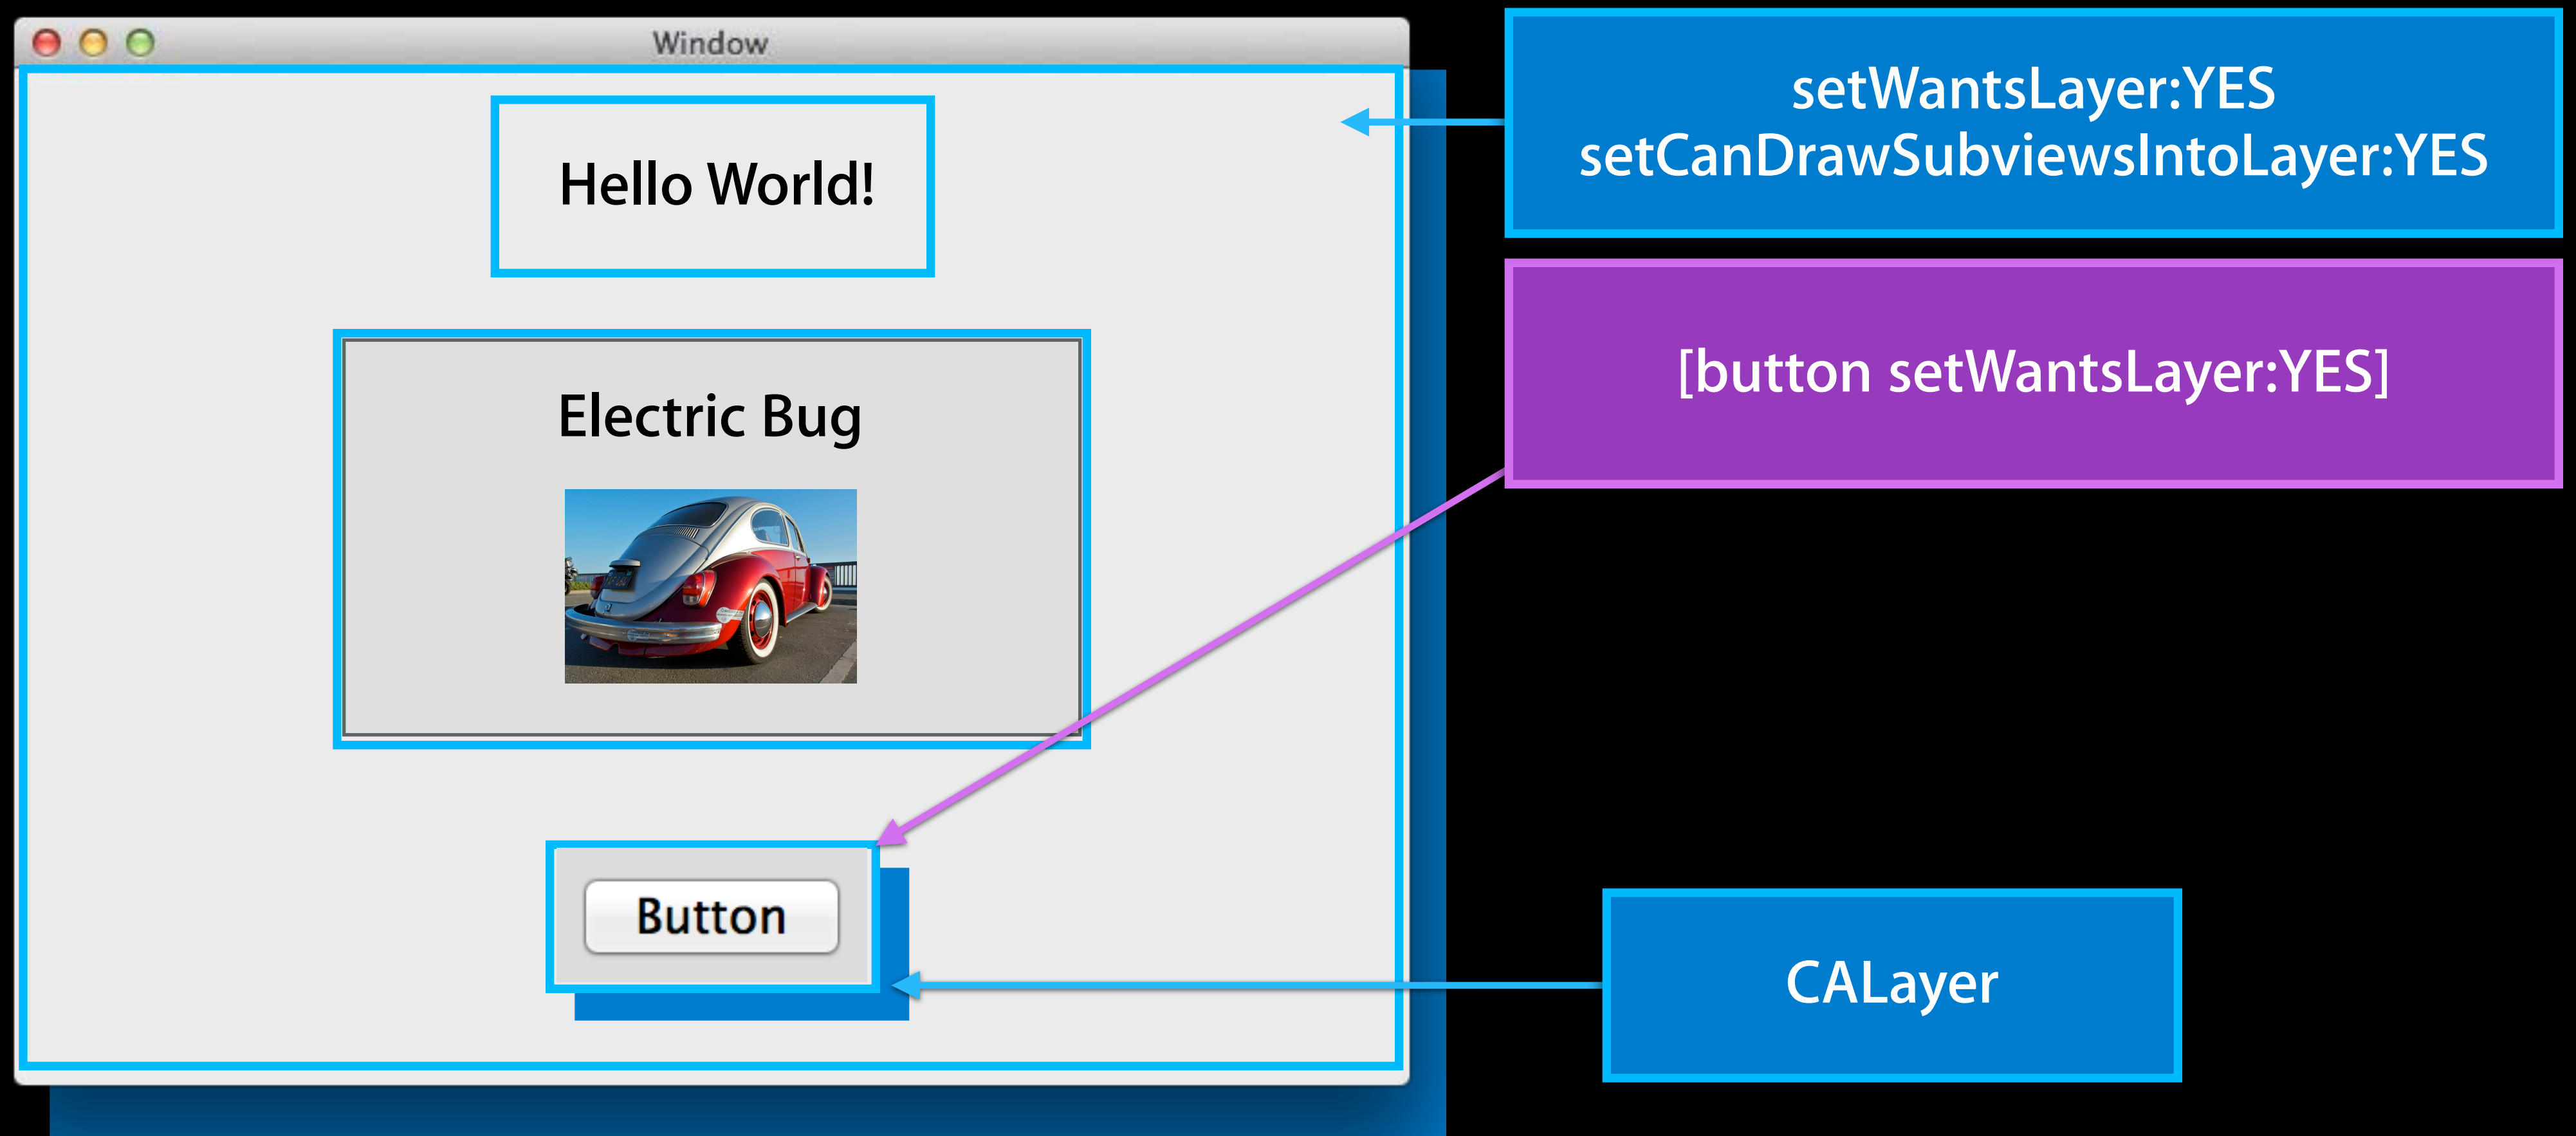 Window
setWantsLayer:YES
setCanDrawSubviewsIntoLayer:YES
Hello World!
[button setWantsLayer:YES]
Electric Bug
Button
CALayer